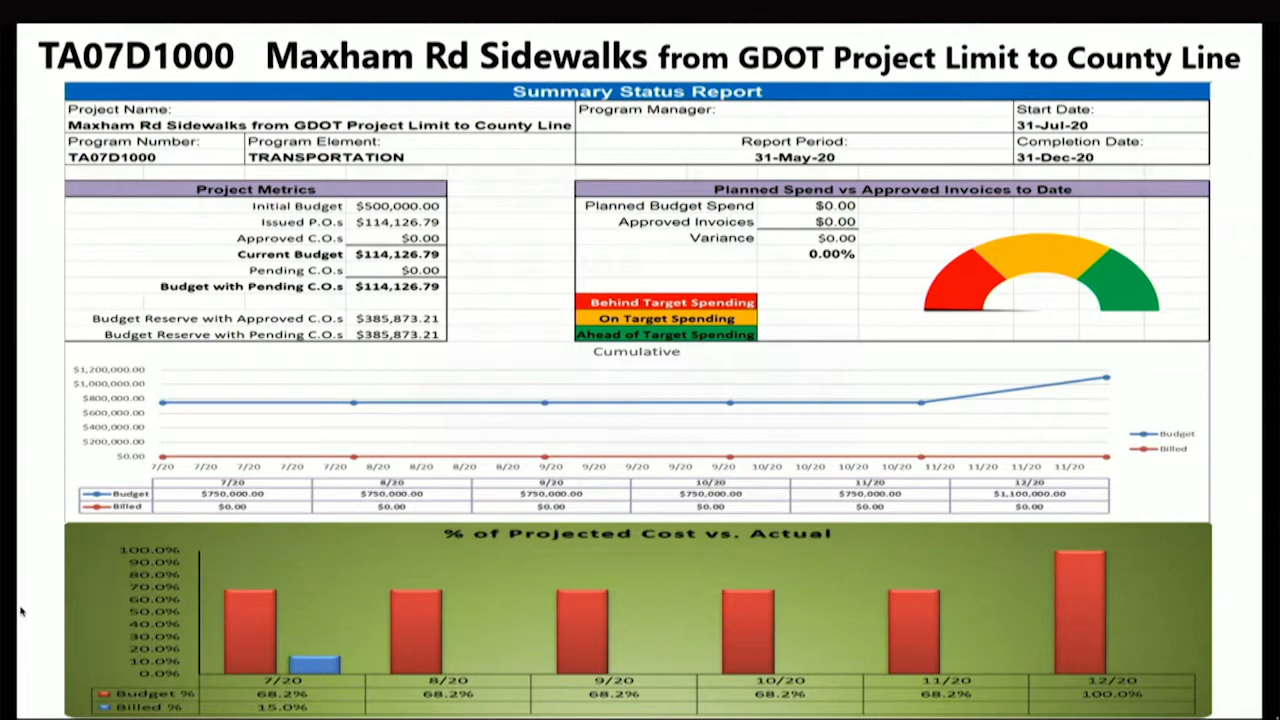 TA07D1000 Maxham Rd Sidewalks from GDOT Project Limit to County Line
Summary Status Report
Project Name: Program Manager: Start Date:
Maxham Rd Sidewalks from GDOT Project Limit to County Line 31-Jul-20
Program Number: Program Element: Report Period: Completion Date:
TA07D1000 TRANSPORTATION 31-May-20 31-Dec-20
Project Metrics
Initial Budget $500,000.00
Issued P.O.s $114,126.79
Approved C.O.s $0.00
Current Budget $114,126.79
Pending C.O.s $0.00
Budget with Pending C.O.s $114,126.79
Budget Reserve with Approved C.O.s $385,873.21
Budget Reserve with Pending C.O.s $385,873.21
Planned Spend vs Approved Invoices to Date
Planned Budget Spend $0.00
Approved Invoices $0.00
Variance $0.00
0.00%
Behind Target Spending
On Target Spending
Ahead of Target Spending
Cumulative
$1,200,000.00
$1,000,000.00
$800,000.00
$600,000.00
$400,000.00
$200,000.00
$0.00
7/20 7/20 7/20 7/20 7/20 8/20 8/20 8/20 8/20 9/20 9/20 9/20 9/20 9/20 10/20 10/20 10/20 10/20 11/20 11/20 11/20 11/20
Budget
Billed
7/20 8/20 9/20 10/20 11/20 12/20
Budget $750,000.00 $750,000.00 $750,000.00 $750,000.00 $750,000.00 $1,100,000.00
Billed $0.00 $0.00 $0.00 $0.00 $0.00 $0.00
% of Projected Cost vs. Actual
100.0%
90.0%
80.0%
70.0%
60.0%
50.0%
40.0%
30.0%
20.0%
10.0%
0.0%
7/20 8/20 9/20 10/20 11/20 12/20
Budget % 68.2% 68.2% 68.2% 68.2% 68.2% 100.0%
Billed % 15.0%